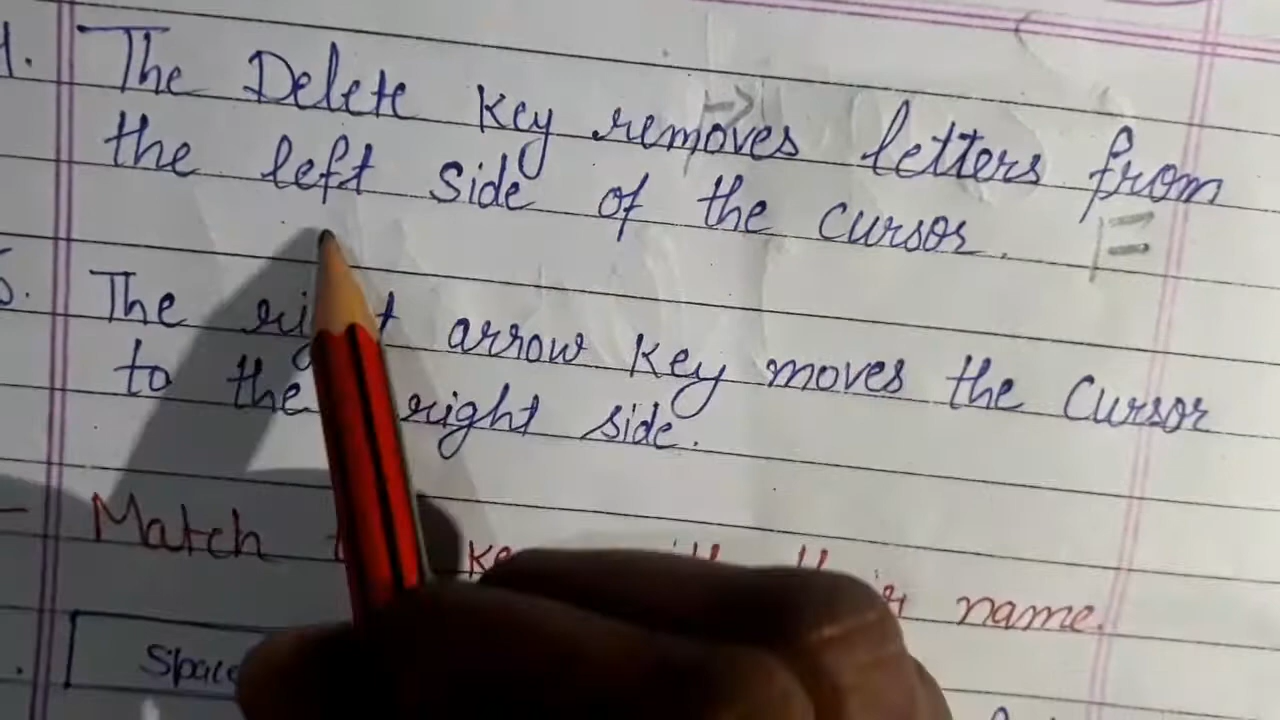 4. The Delete Key removes letters from
the left side of the cursor. F
5. The right arrow key moves the Cursor
to the right side.
Match name.
Space